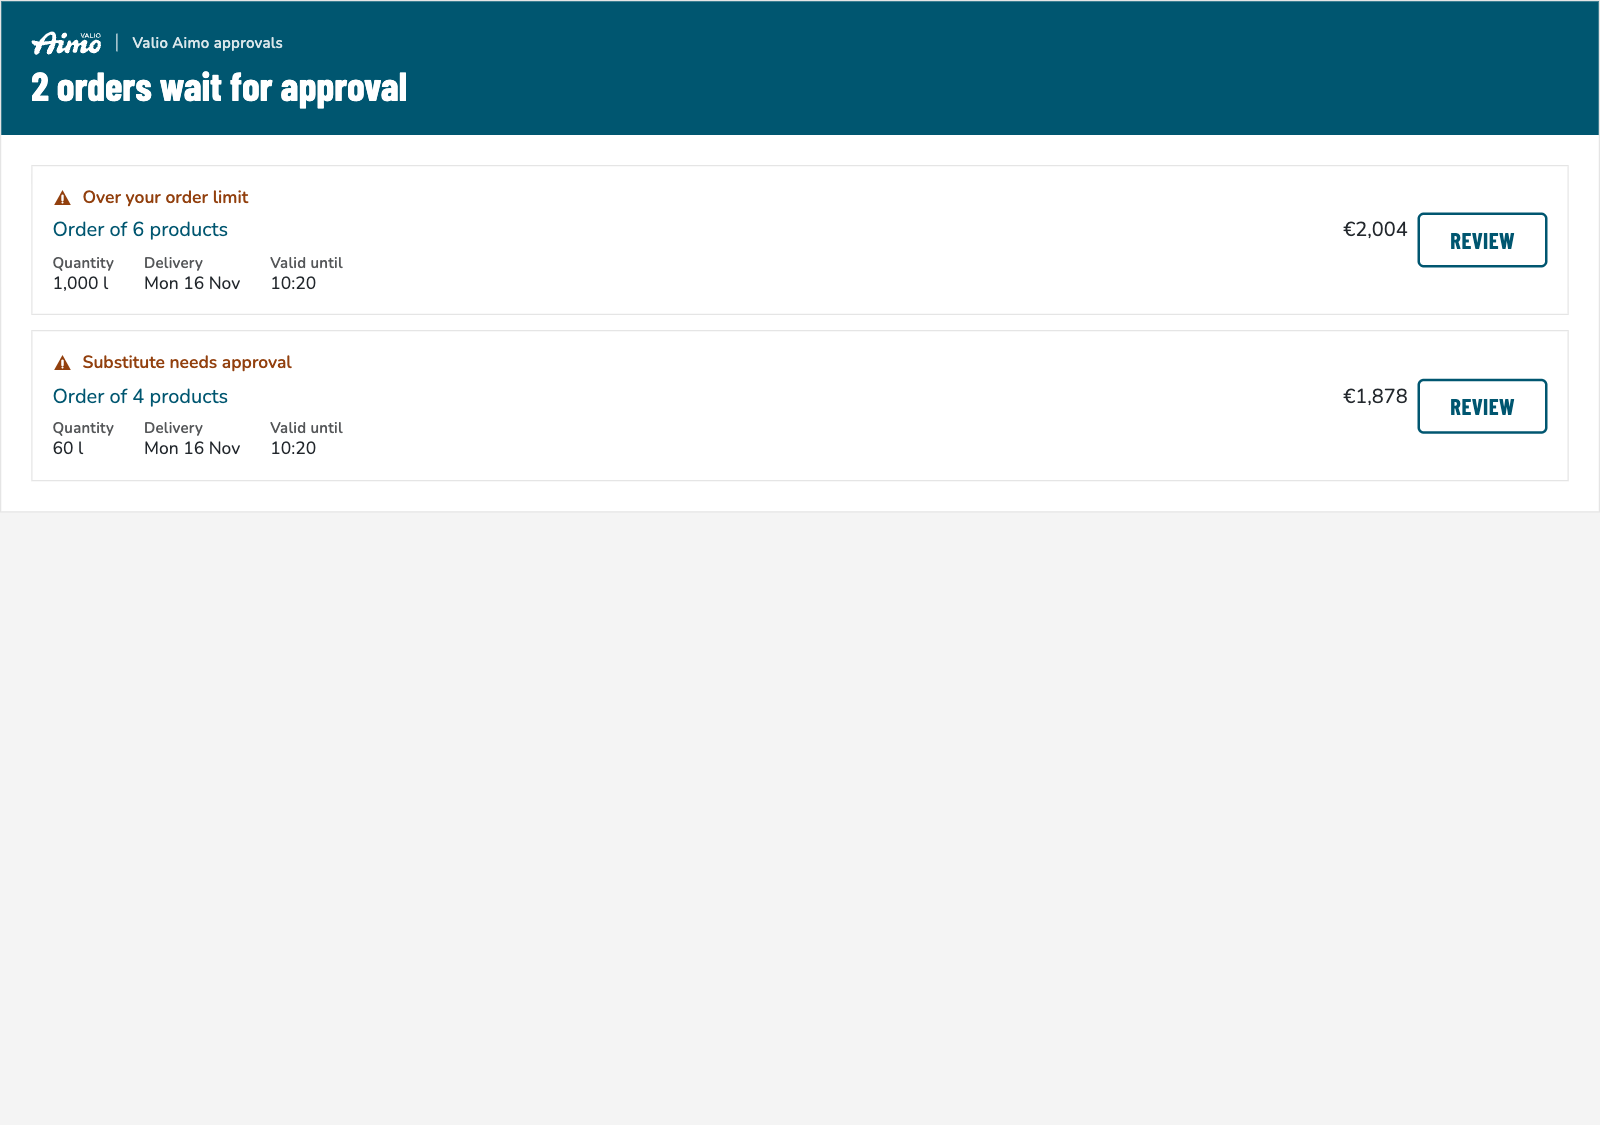 Aimo VALIO
Valio Aimo approvals
2 orders wait for approval
Over your order limit
Order of 6 products
€2,004
REVIEW
Quantity Delivery Valid until
1,000 l Mon 16 Nov 10:20
Substitute needs approval
Order of 4 products
€1,878
REVIEW
Quantity Delivery Valid until
60 l Mon 16 Nov 10:20